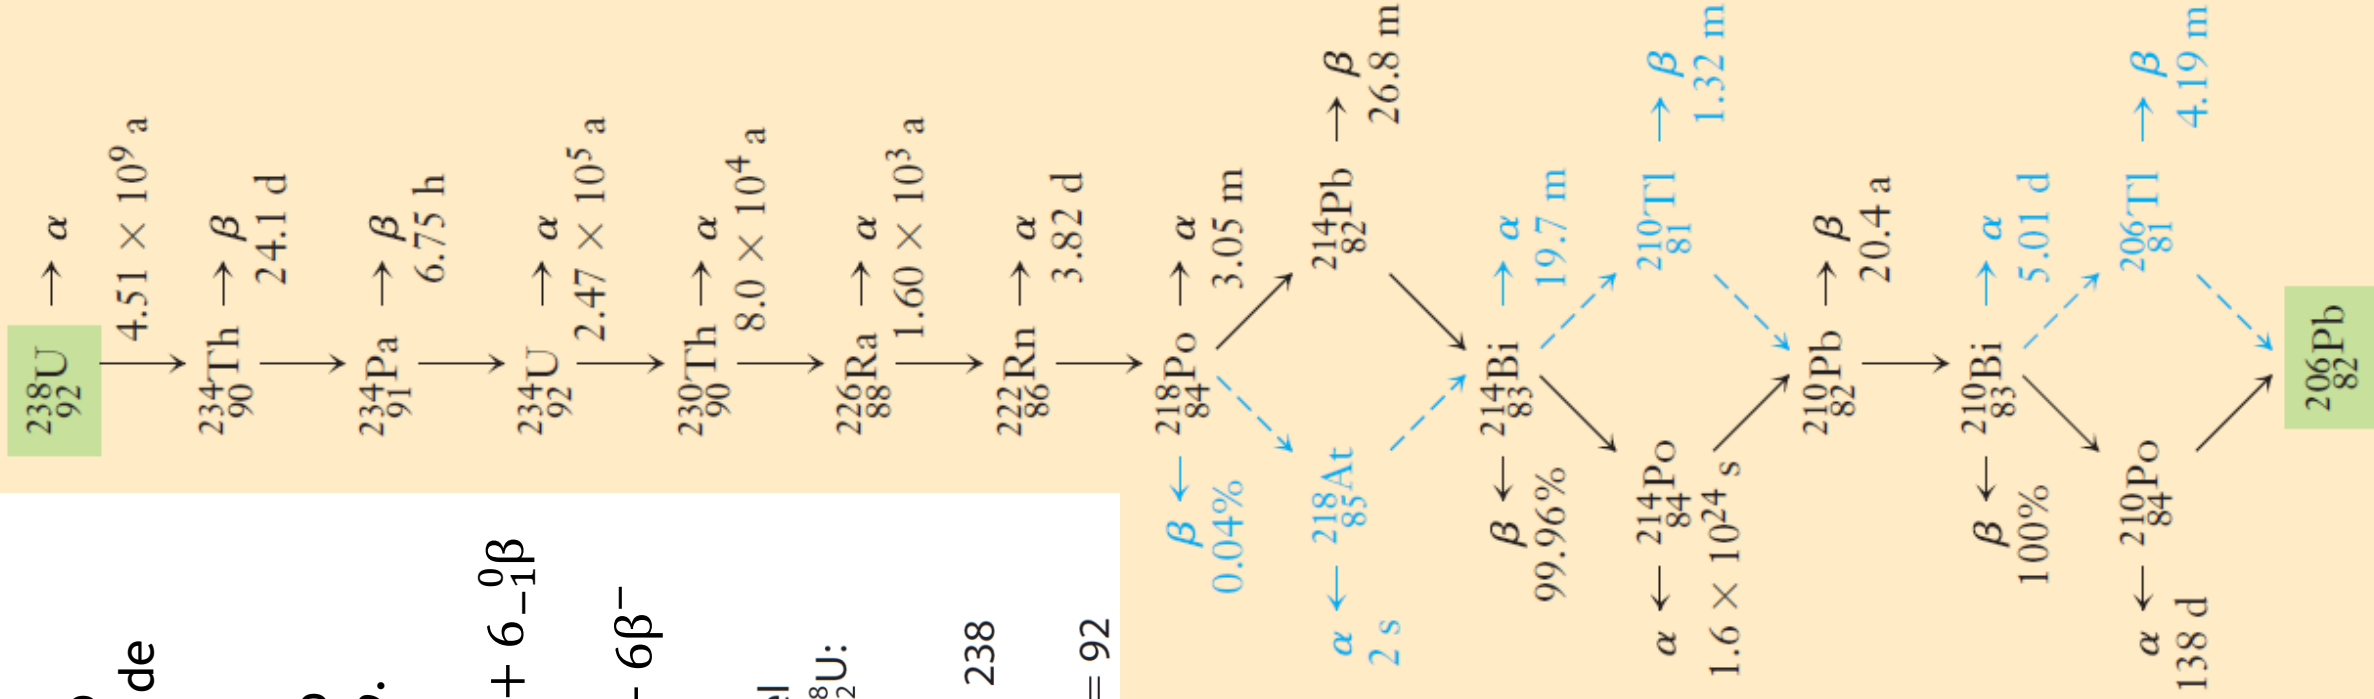 ²³⁸₉₂U → α
4.51 × 10⁹ a
²³⁴₉₀Th → β
24.1 d
²³⁴₉₁Pa → β
6.75 h
²³⁴₉₂U → α
2.47 × 10⁵ a
²³⁰₉₀Th → α
8.0 × 10⁴ a
²²⁶₈₈Ra → α
1.60 × 10³ a
²²²₈₆Rn → α
3.82 d
β ← ²¹⁸₈₄Po → α
0.04% 3.05 m
α ← ²¹⁸₈₅At ²¹⁴₈₂Pb → β
2 s 26.8 m
β ← ²¹⁴₈₃Bi → α
99.96% 19.7 m
α ← ²¹⁴₈₄Po ²¹⁰₈₁Tl → β
1.6 × 10²⁴ s 1.32 m
²¹⁰₈₂Pb → β
20.4 a
β ← ²¹⁰₈₃Bi → α
100% 5.01 d
α ← ²¹⁰₈₄Po ²⁰⁶₈₁Tl → β
138 d 4.19 m
²⁰⁶₈₂Pb
de
+ 6 ₋₁⁰β
6β⁻
U:
238
= 92